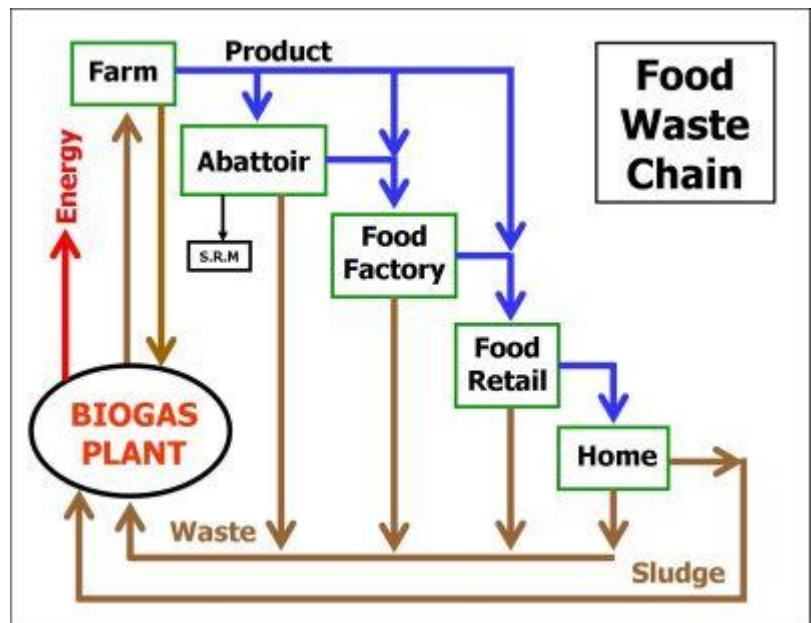 Product
Farm
Food
Waste
Chain
Energy
Abattoir
S.R.M
Food
Factory
Food
Retail
BIOGAS
PLANT
Home
Waste
Sludge